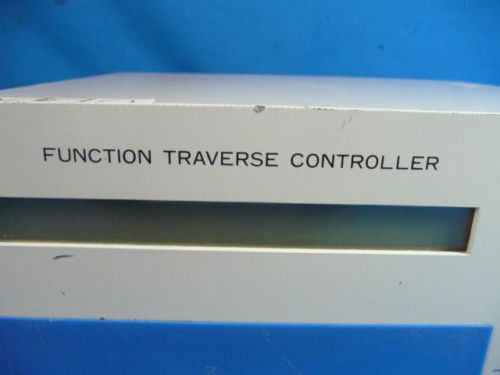 FUNCTION TRAVERSE CONTROLLER